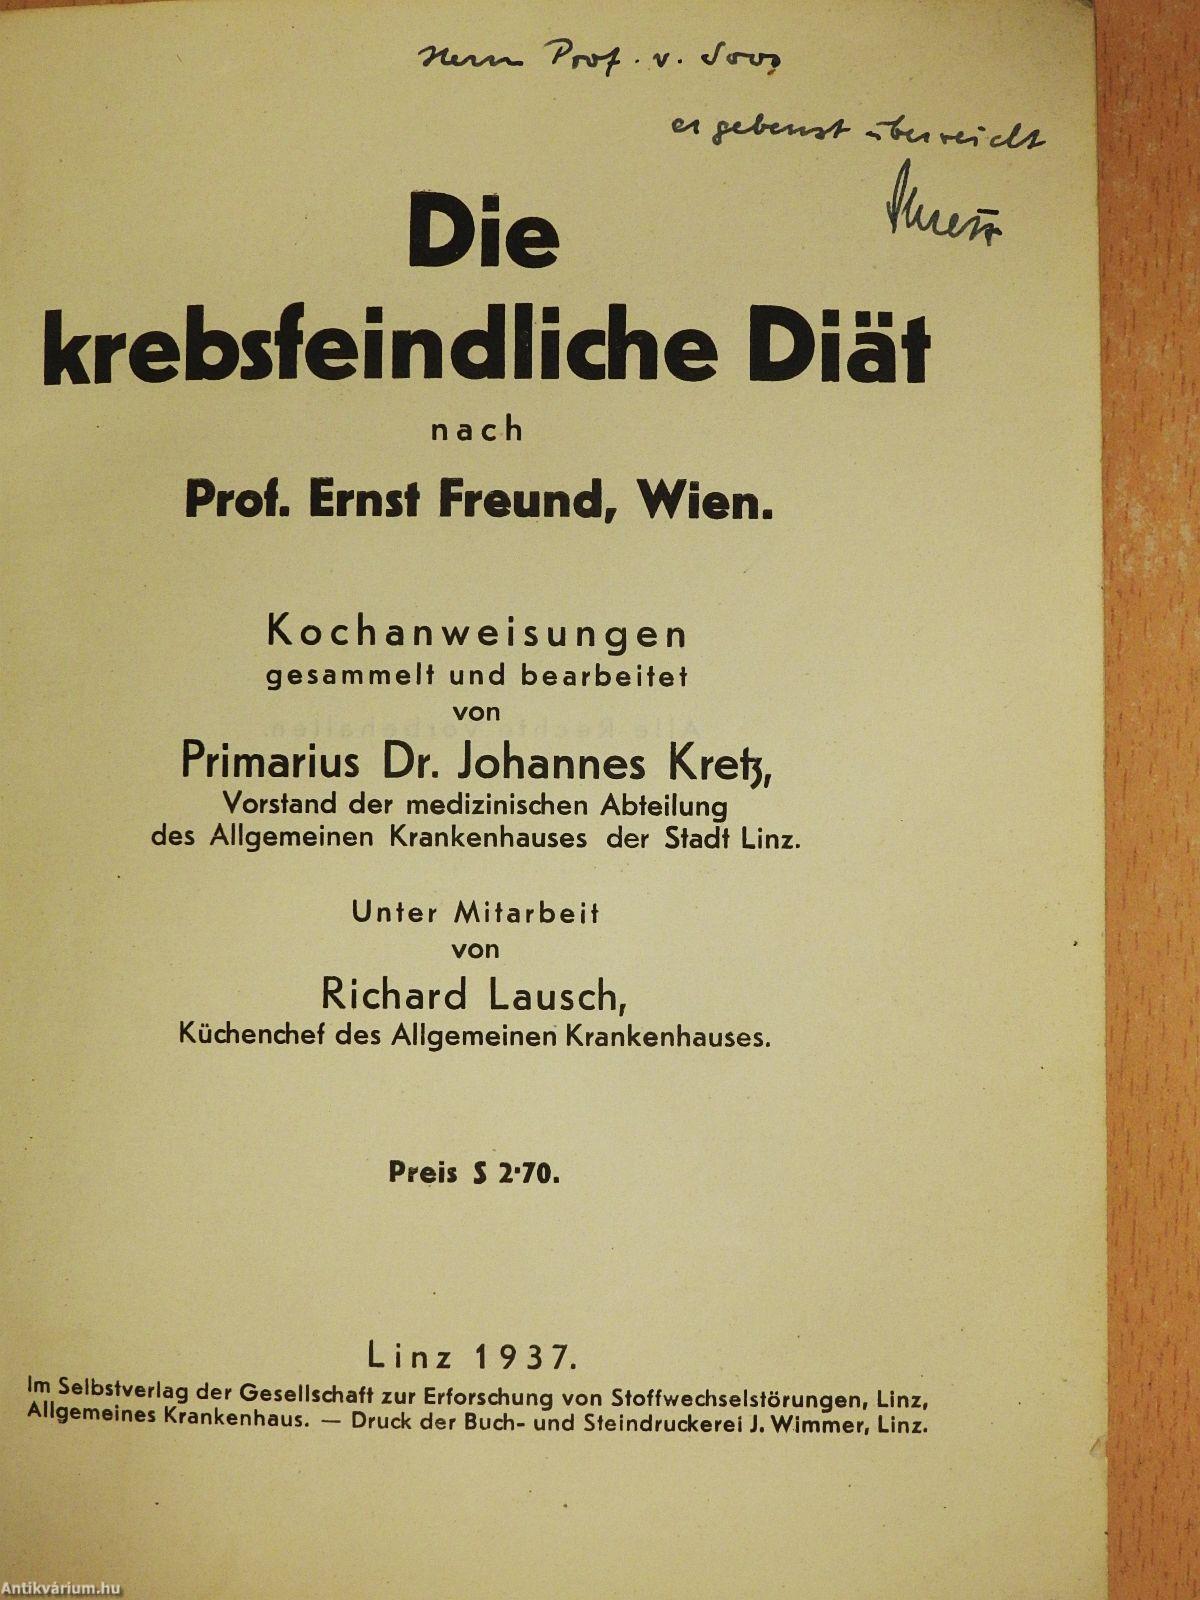 Herrn Prof. v. Soos
ergebenst überreicht
Kretz
Die
krebsfeindliche Diät
nach
Prof. Ernst Freund, Wien.
Kochanweisungen
gesammelt und bearbeitet
von
Primarius Dr. Johannes Kretz,
Vorstand der medizinischen Abteilung
des Allgemeinen Krankenhauses der Stadt Linz.
Unter Mitarbeit
von
Richard Lausch,
Küchenchef des Allgemeinen Krankenhauses.
Preis S 2·70.
Linz 1937.
Im Selbstverlag der Gesellschaft zur Erforschung von Stoffwechselstörungen, Linz,
Allgemeines Krankenhaus. — Druck der Buch- und Steindruckerei J. Wimmer, Linz.
Antikvárium.hu